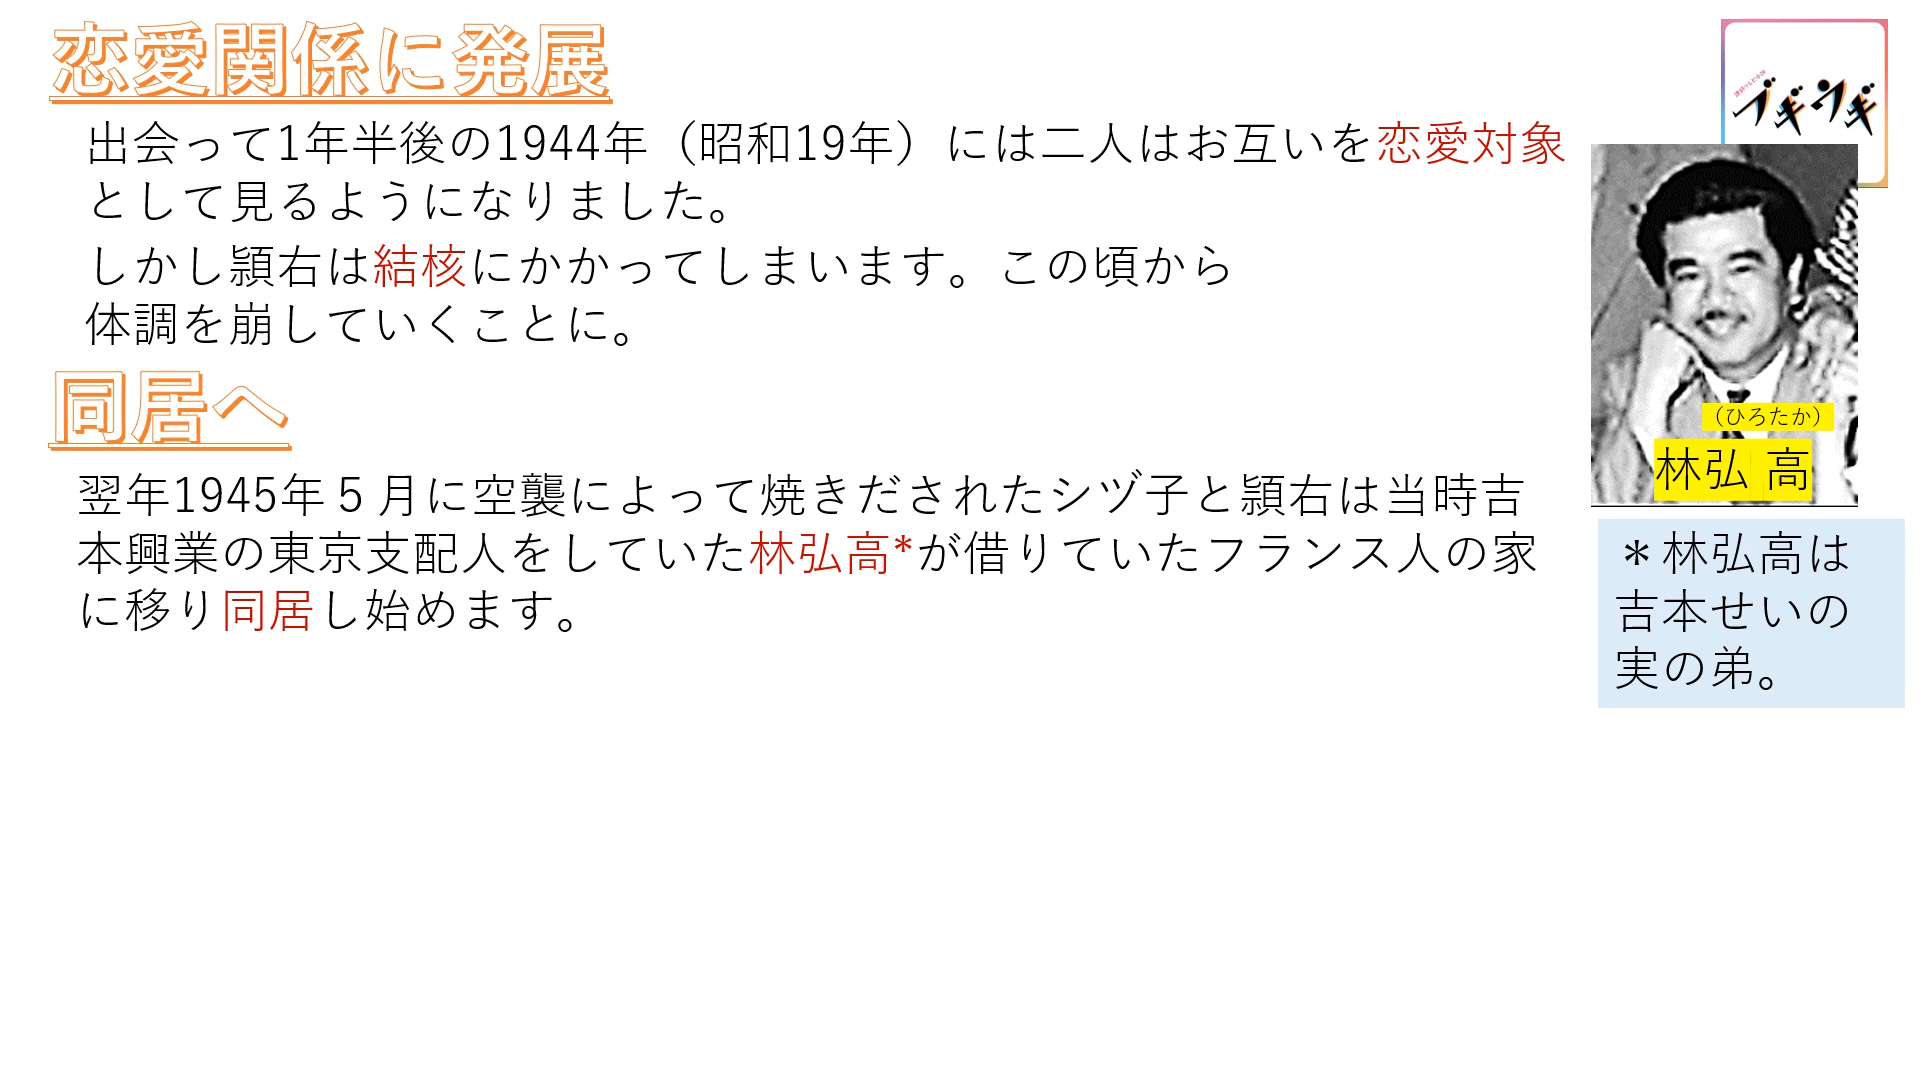 恋愛関係に発展
出会って1年半後の1944年（昭和19年）には二人はお互いを恋愛対象
として見るようになりました。
しかし頴右は結核にかかってしまいます。この頃から
体調を崩していくことに。
同居へ
翌年1945年５月に空襲によって焼きだされたシヅ子と頴右は当時吉
本興業の東京支配人をしていた林弘高*が借りていたフランス人の家
に移り同居し始めます。
ブギウギ
（ひろたか）
林弘 高
＊林弘高は
吉本せいの
実の弟。